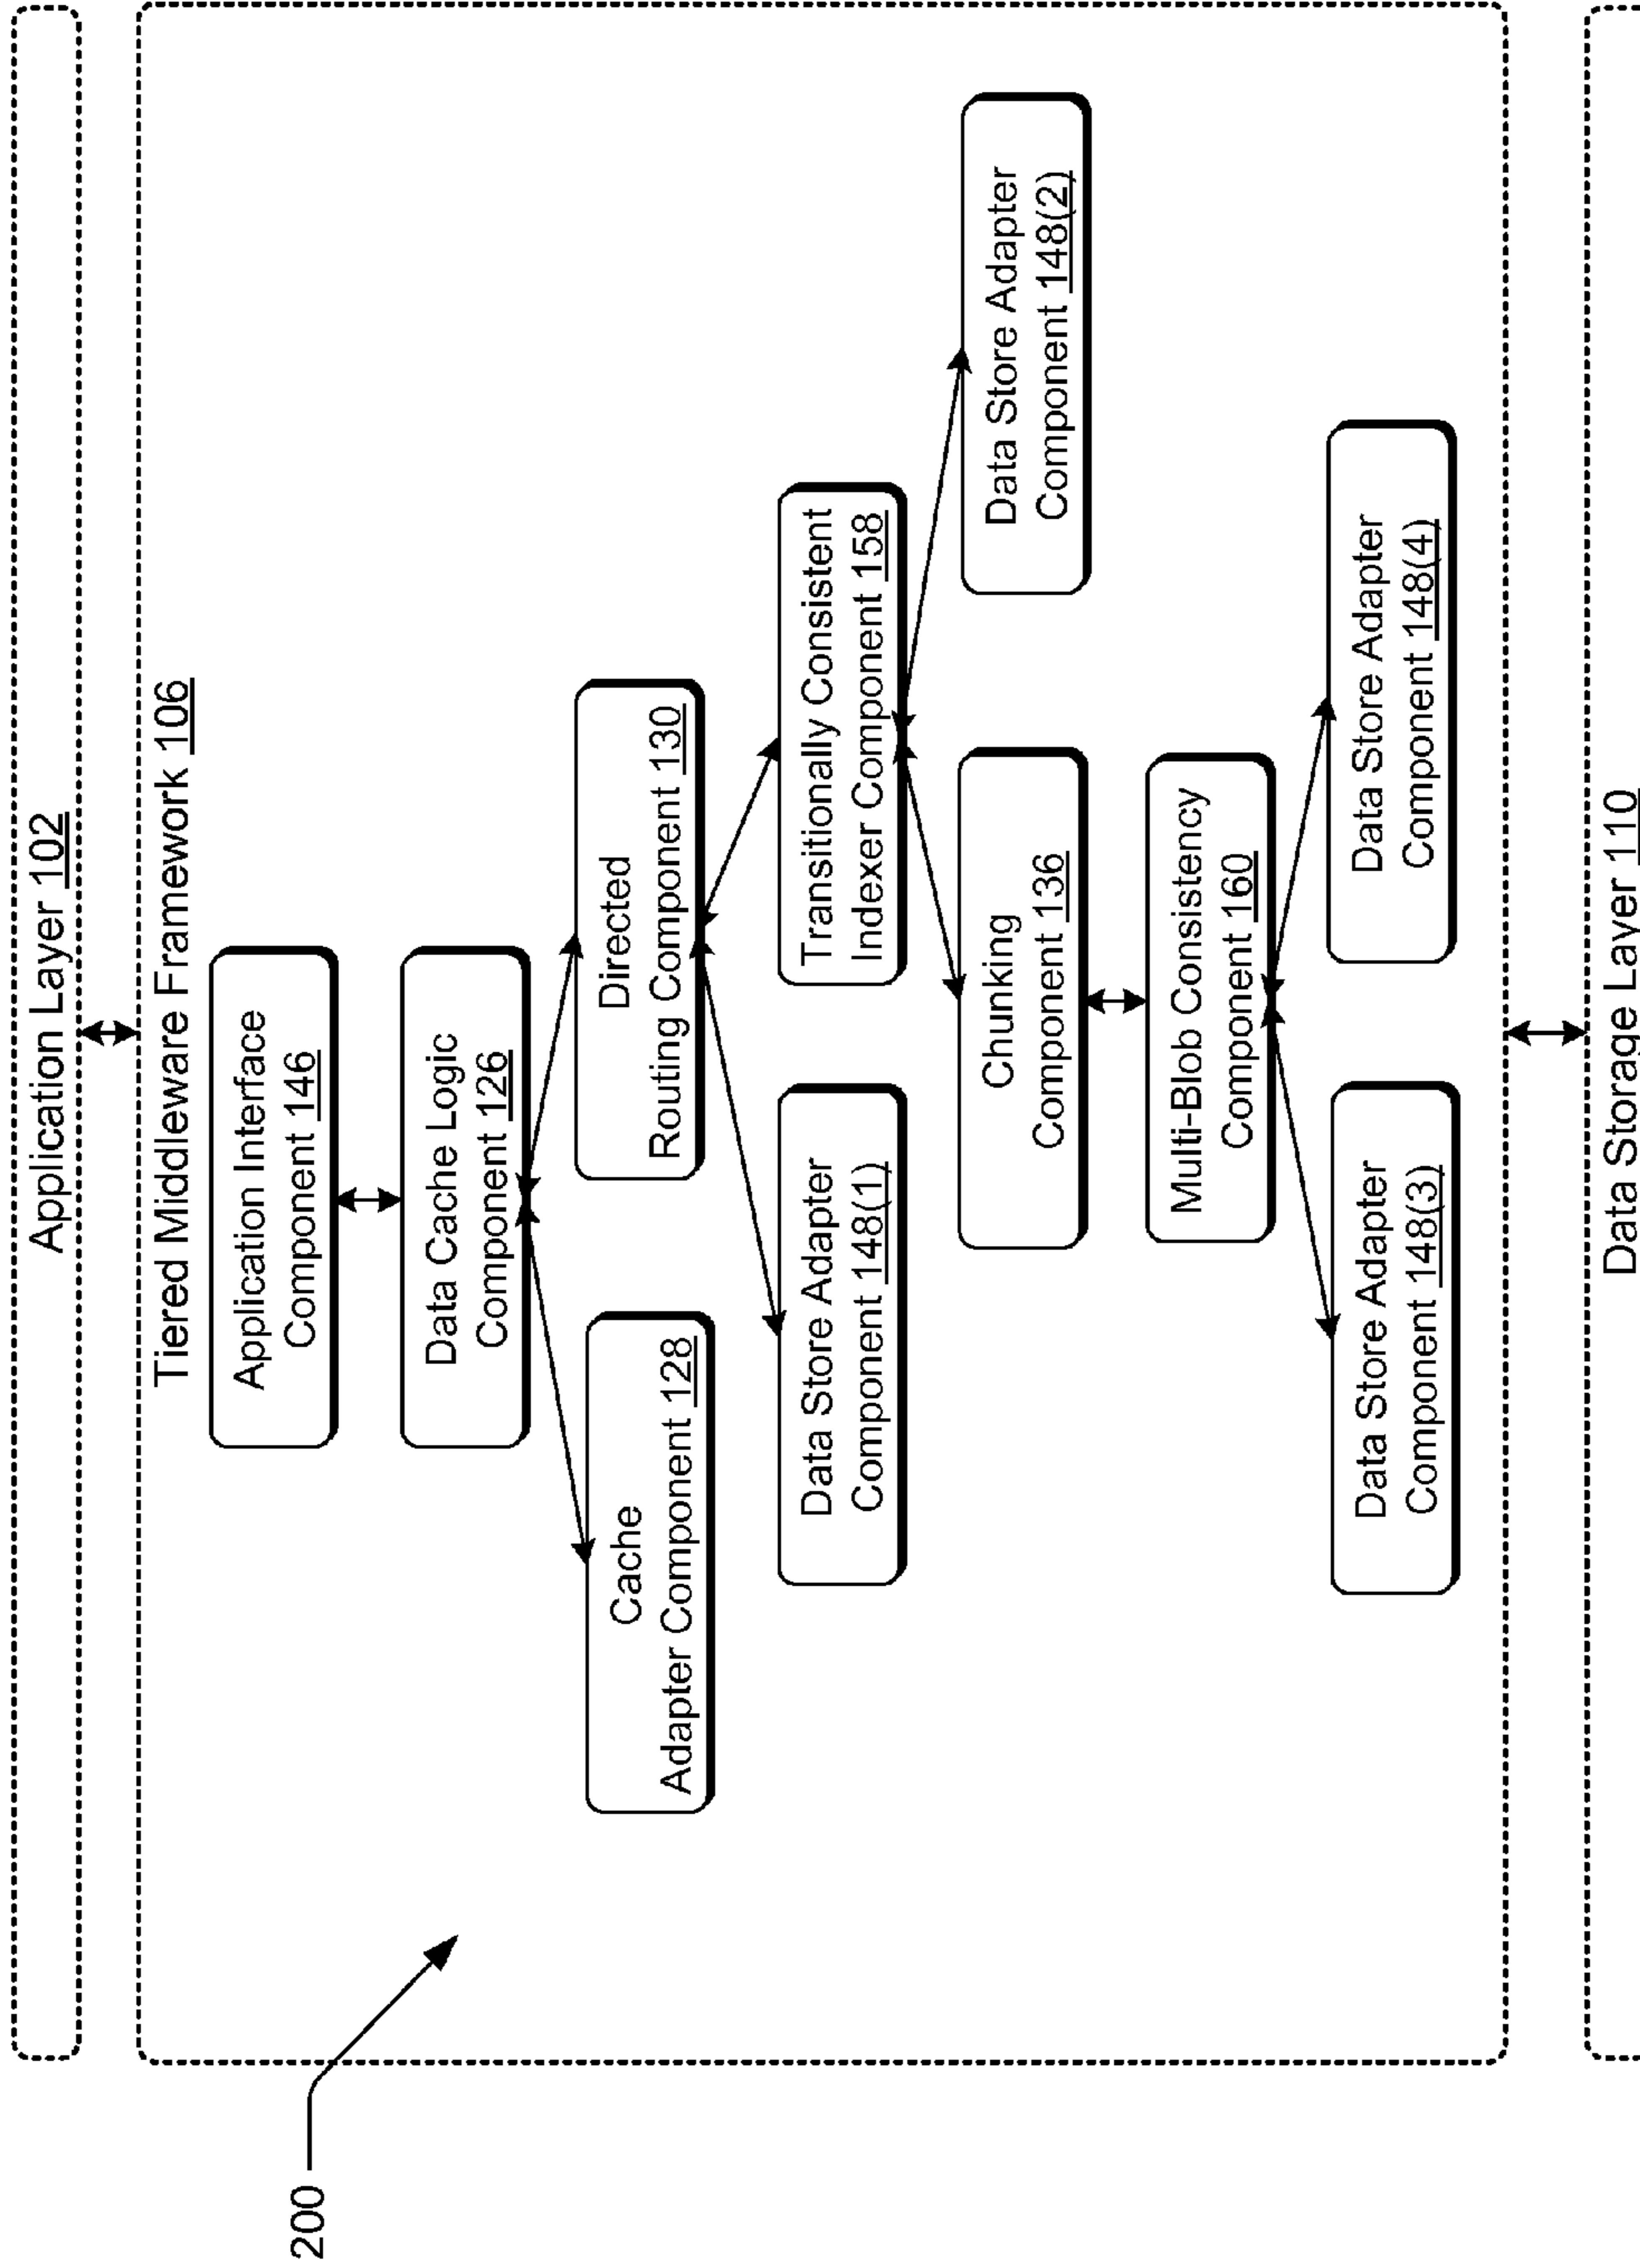 Application Layer 102
Tiered Middleware Framework 106
200
Application Interface
Component 146
Data Cache Logic
Component 126
Cache
Adapter Component 128
Directed
Routing Component 130
Data Store Adapter
Component 148(1)
Transitionally Consistent
Indexer Component 158
Chunking
Component 136
Data Store Adapter
Component 148(2)
Multi-Blob Consistency
Component 160
Data Store Adapter
Component 148(3)
Data Store Adapter
Component 148(4)
Data Storage Layer 110